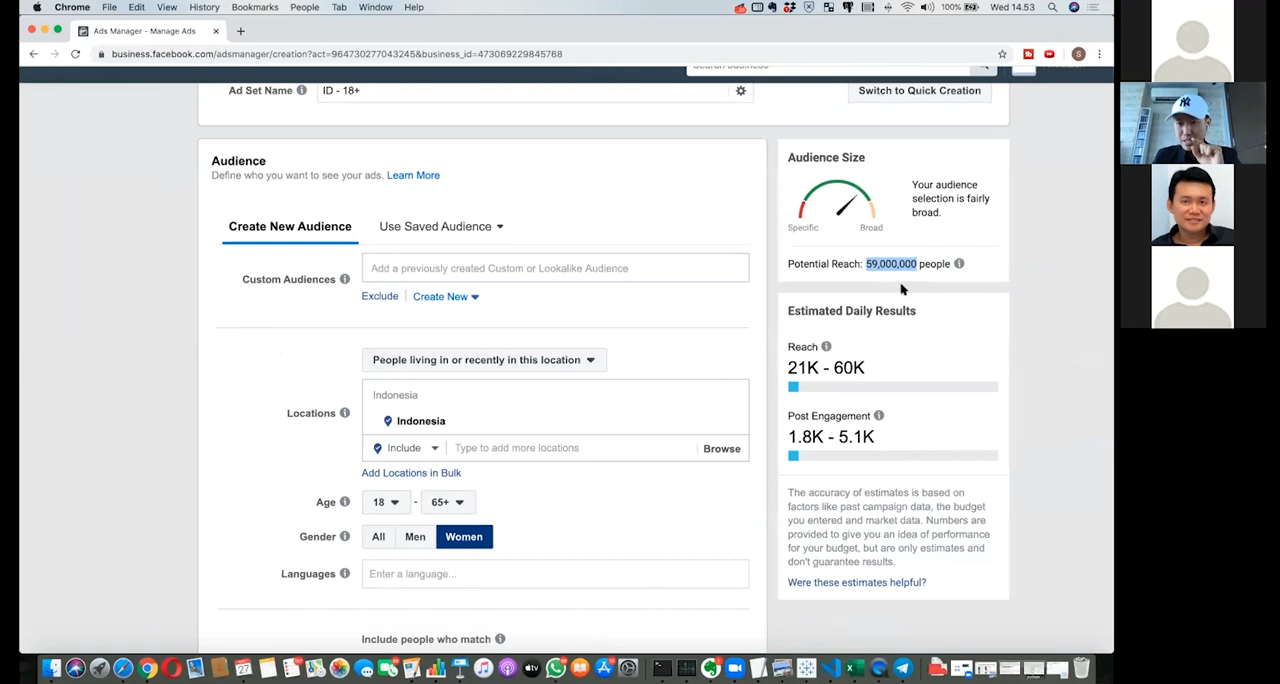 Chrome File Edit View History Bookmarks People Tab Window Help
100% Wed 14.53
Ads Manager - Manage Ads
business.facebook.com/adsmanager/creation?act=964730277043245&business_id=473069229845768
S
Search business
Ad Set Name ID - 18+
Switch to Quick Creation
Audience
Define who you want to see your ads. Learn More
Create New Audience Use Saved Audience
Custom Audiences Add a previously created Custom or Lookalike Audience
Exclude Create New
People living in or recently in this location
Locations
Indonesia
Indonesia
Include Type to add more locations Browse
Add Locations in Bulk
Age 18 - 65+
Gender All Men Women
Languages Enter a language...
Include people who match
Audience Size
Specific Broad
Your audience
selection is fairly
broad.
Potential Reach: 59,000,000 people
Estimated Daily Results
Reach
21K - 60K
Post Engagement
1.8K - 5.1K
The accuracy of estimates is based on
factors like past campaign data, the budget
you entered and market data. Numbers are
provided to give you an idea of performance
for your budget, but are only estimates and
don't guarantee results.
Were these estimates helpful?
27
tv